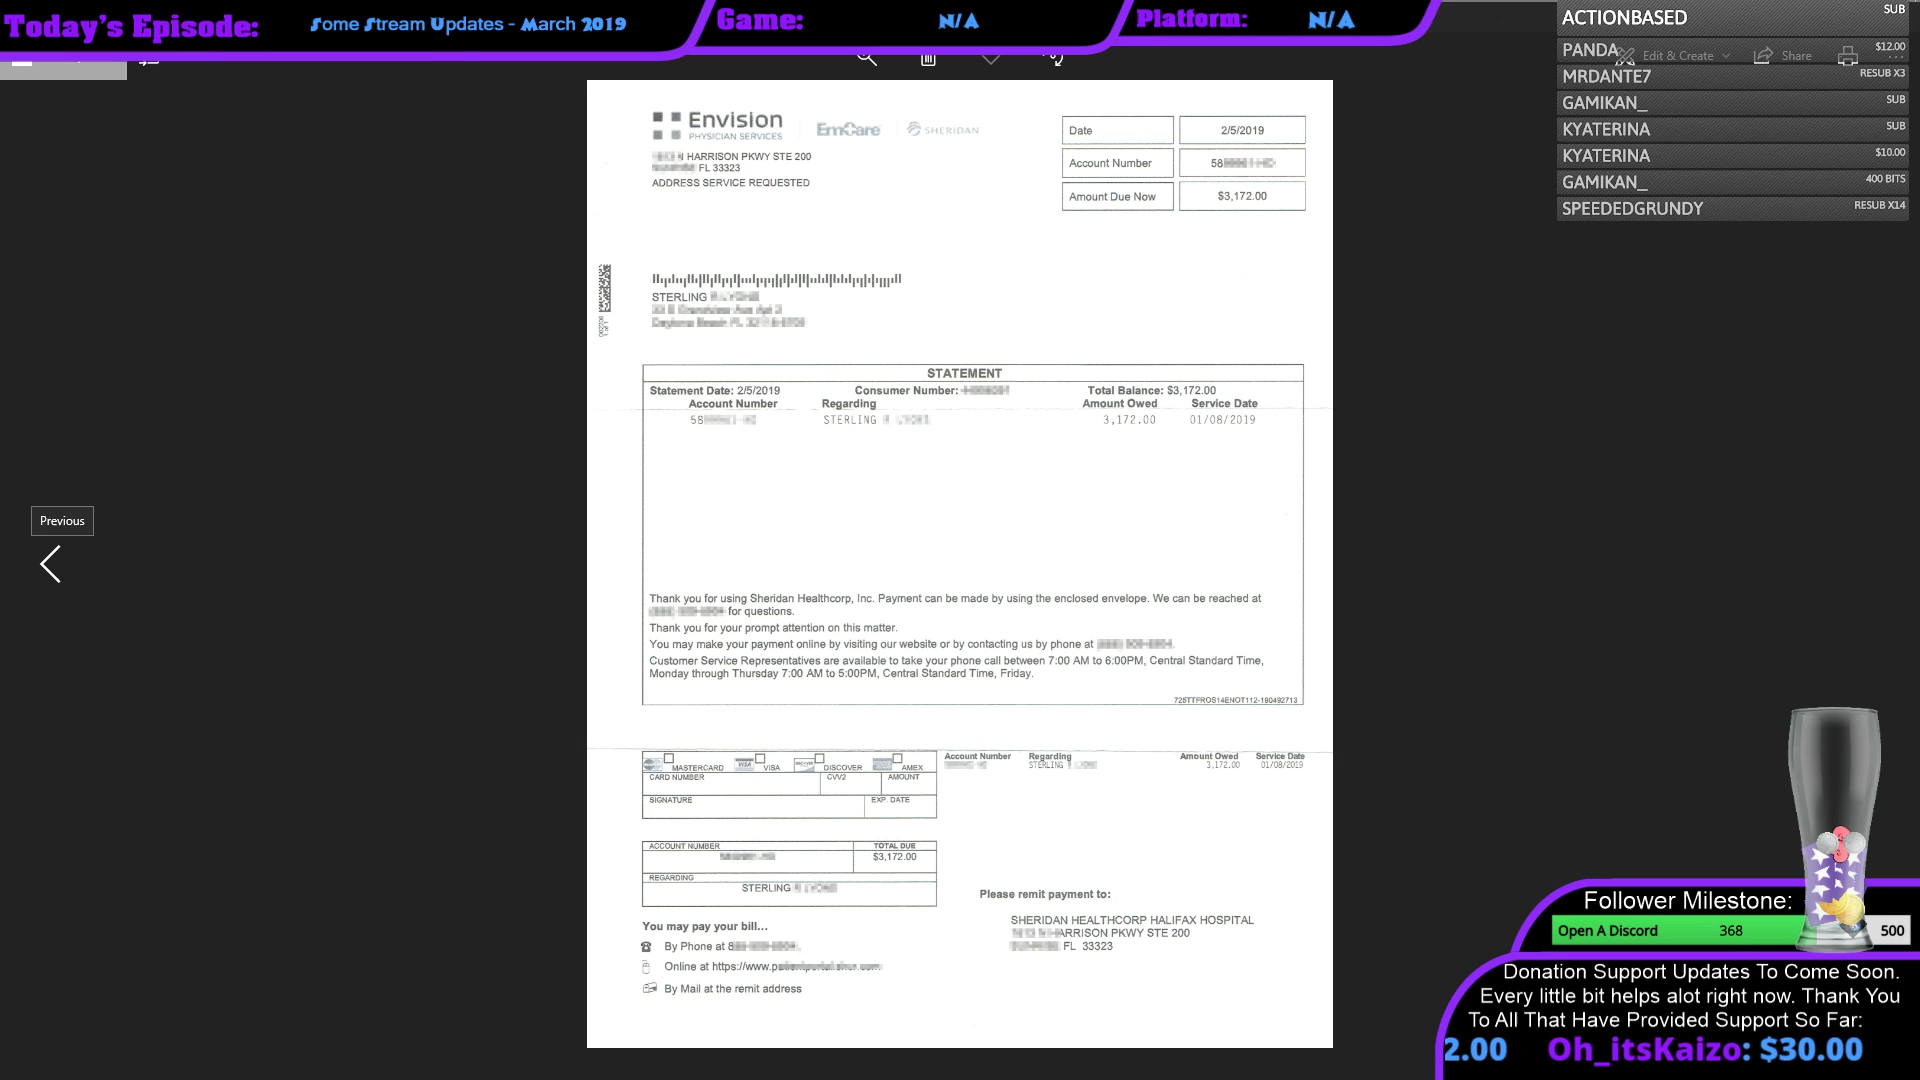 Today's Episode:
Some Stream Updates - March 2019
Game:
N/A
Platform:
N/A
ACTIONBASED SUB
PANDA $12.00
Edit & Create
Share
MRDANTE7 RESUB X3
GAMIKAN_ SUB
KYATERINA SUB
KYATERINA $10.00
GAMIKAN_ 400 BITS
SPEEDEDGRUNDY RESUB X14
Previous
Envision
PHYSICIAN SERVICES
EmCare
SHERIDAN
HARRISON PKWY STE 200
FL 33323
ADDRESS SERVICE REQUESTED
Date 2/5/2019
Account Number 58
Amount Due Now $3,172.00
STERLING
STATEMENT
Statement Date: 2/5/2019 Consumer Number: Total Balance: $3,172.00
Account Number Regarding Amount Owed Service Date
58 STERLING 3,172.00 01/08/2019
Thank you for using Sheridan Healthcorp, Inc. Payment can be made by using the enclosed envelope. We can be reached at
for questions.
Thank you for your prompt attention on this matter.
You may make your payment online by visiting our website or by contacting us by phone at
Customer Service Representatives are available to take your phone call between 7:00 AM to 6:00PM, Central Standard Time,
Monday through Thursday 7:00 AM to 5:00PM, Central Standard Time, Friday.
726TTFROS14ENOT112-190492713
MASTERCARD VISA DISCOVER AMEX
CARD NUMBER CVV2 AMOUNT
SIGNATURE EXP. DATE
Account Number Regarding Amount Owed Service Date
STERLING 3,172.00 01/08/2019
ACCOUNT NUMBER TOTAL DUE
$3,172.00
REGARDING
STERLING
You may pay your bill...
By Phone at 8
Online at https://www.p
By Mail at the remit address
Please remit payment to:
SHERIDAN HEALTHCORP HALIFAX HOSPITAL
ARRISON PKWY STE 200
FL 33323
Follower Milestone:
Open A Discord 368 500
Donation Support Updates To Come Soon.
Every little bit helps alot right now. Thank You
To All That Have Provided Support So Far:
2.00 Oh_itsKaizo: $30.00